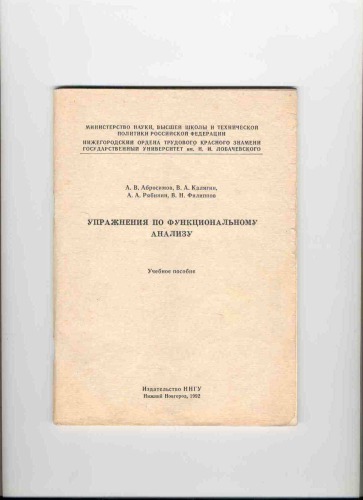 МИНИСТЕРСТВО НАУКИ, ВЫСШЕЙ ШКОЛЫ И ТЕХНИЧЕСКОЙ
ПОЛИТИКИ РОССИЙСКОЙ ФЕДЕРАЦИИ
НИЖЕГОРОДСКИЙ ОРДЕНА ТРУДОВОГО КРАСНОГО ЗНАМЕНИ
ГОСУДАРСТВЕННЫЙ УНИВЕРСИТЕТ им. Н. И. ЛОБАЧЕВСКОГО
А. В. Абросимов, В. А. Калягин,
А. А. Рябинин, В. Н. Филиппов
УПРАЖНЕНИЯ ПО ФУНКЦИОНАЛЬНОМУ
АНАЛИЗУ
Учебное пособие
Издательство ННГУ
Нижний Новгород, 1992